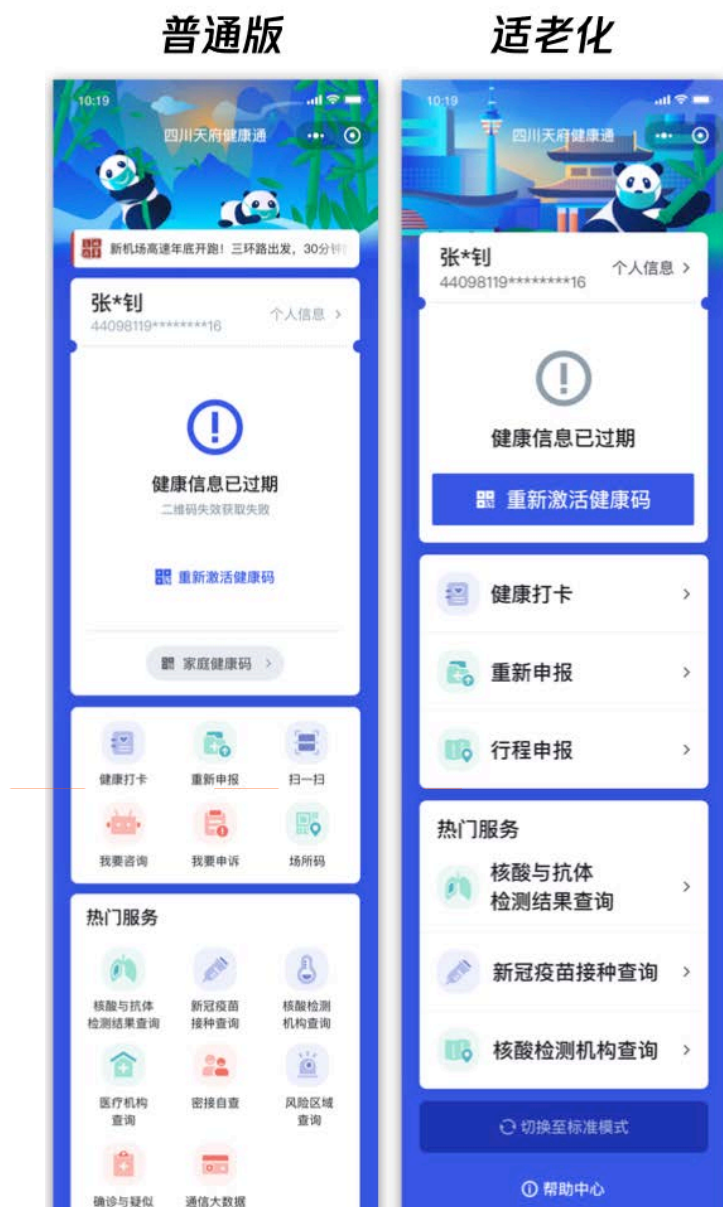 普通版
适老化
10:19
四川天府健康通
新机场高速年底开跑！三环路出发，30分钟
张*钊
44098119********16
个人信息
健康信息已过期
二维码失效获取失败
重新激活健康码
家庭健康码
健康打卡
重新申报
扫一扫
我要咨询
我要申诉
场所码
热门服务
核酸与抗体
检测结果查询
新冠疫苗
接种查询
核酸检测
机构查询
医疗机构
查询
密接自查
风险区域
查询
确诊与疑似
通信大数据
10:19
四川天府健康通
张*钊
44098119********16
个人信息
健康信息已过期
重新激活健康码
健康打卡
重新申报
行程申报
热门服务
核酸与抗体
检测结果查询
新冠疫苗接种查询
核酸检测机构查询
切换至标准模式
帮助中心